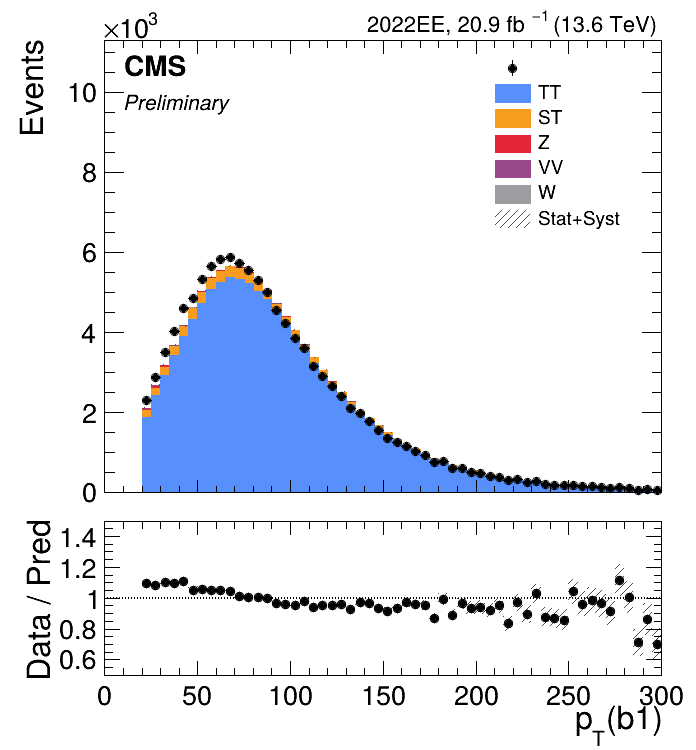 ×10³
2022EE, 20.9 fb⁻¹ (13.6 TeV)
Events
CMS
Preliminary
TT
ST
Z
VV
W
Stat+Syst
10
8
6
4
2
0
Data / Pred
1.4
1.2
1
0.8
0.6
0 50 100 150 200 250 300
p_T(b1)